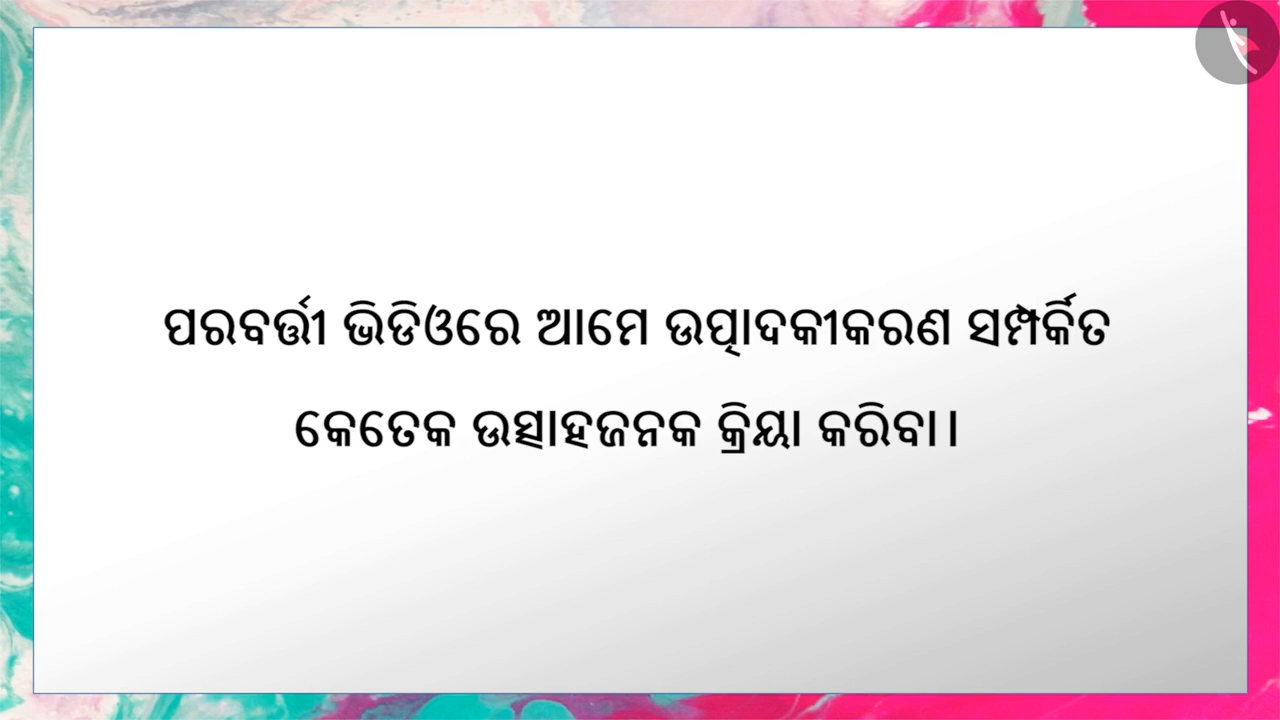 ପରବର୍ତ୍ତୀ ଭିଡିଓରେ ଆମେ ଉତ୍ପାଦକୀକରଣ ସମ୍ପର୍କିତ
କେତେକ ଉତ୍ସାହଜନକ କ୍ରିୟା କରିବା।